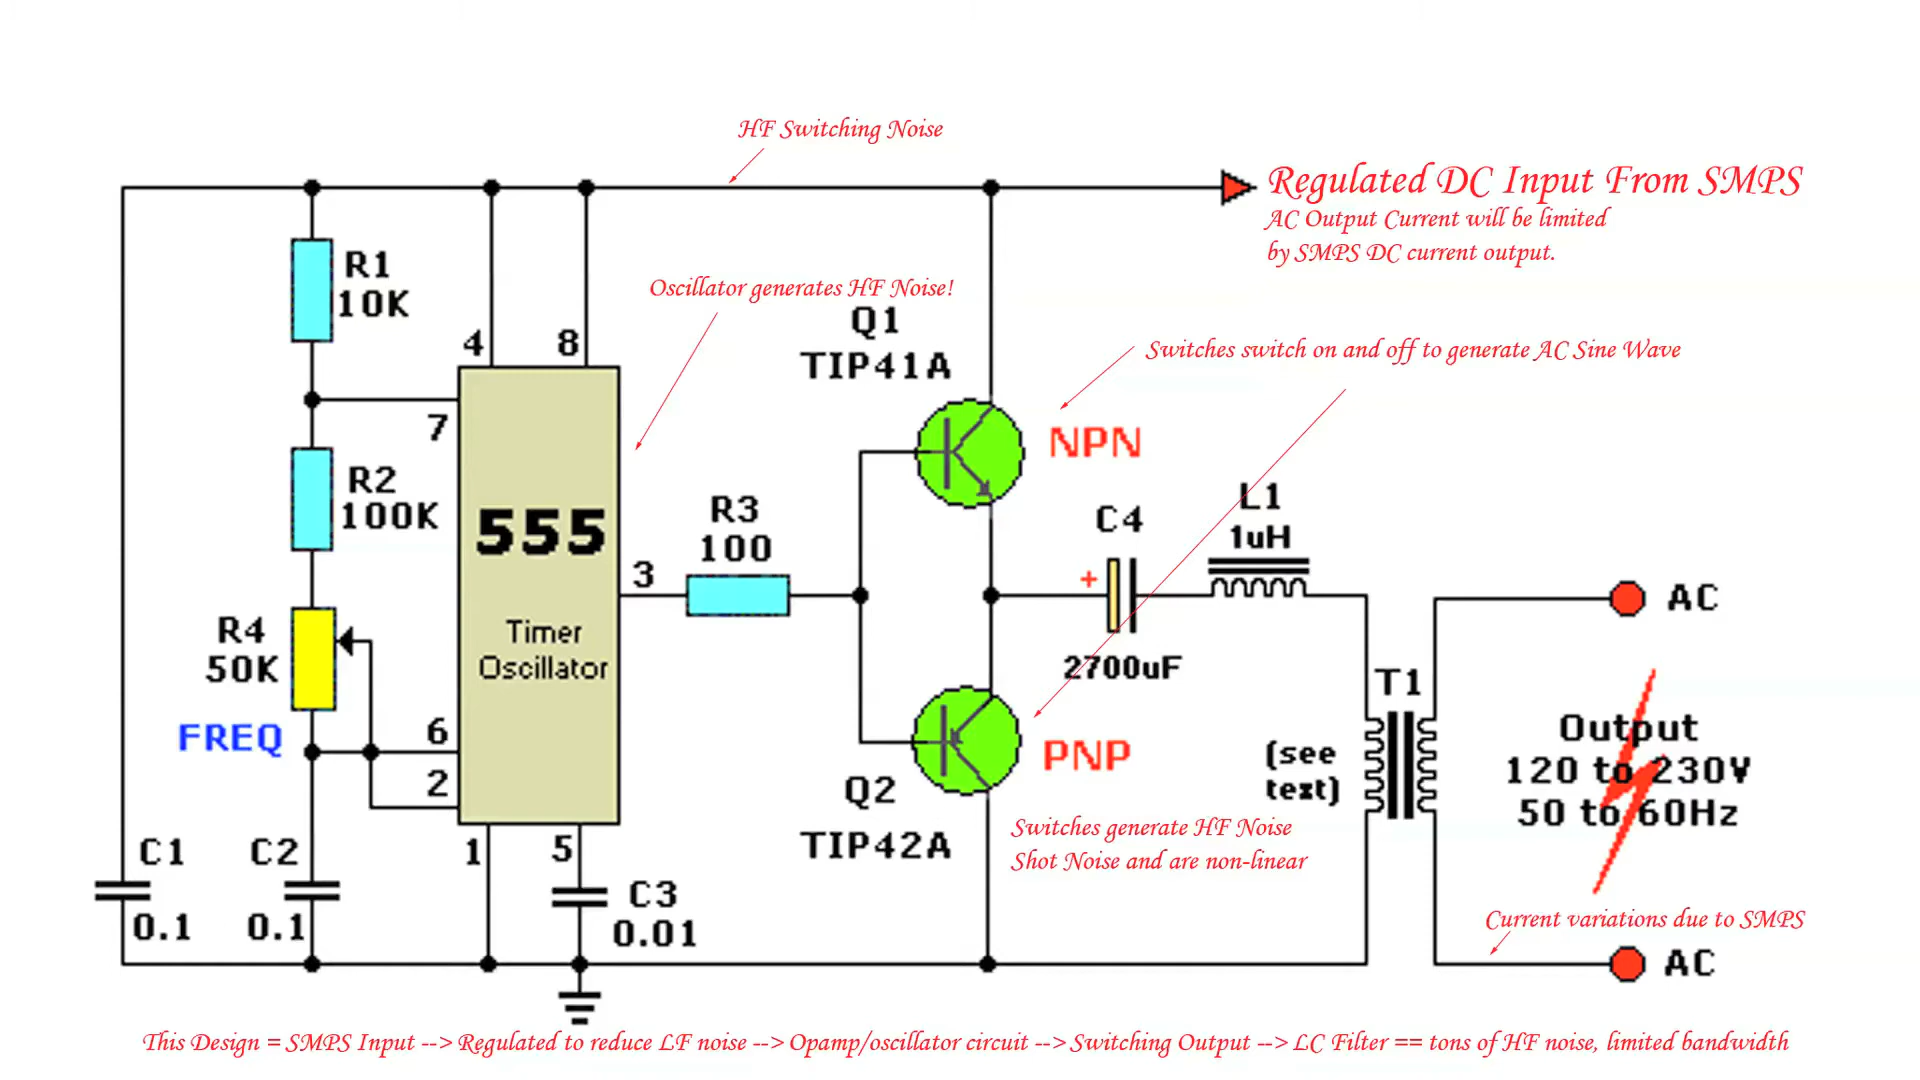 HF Switching Noise
Regulated DC Input From SMPS
AC Output Current will be limited
by SMPS DC current output.
R1
10K
Oscillator generates HF Noise!
Q1
TIP41A
4
8
Switches switch on and off to generate AC Sine Wave
7
NPN
R2
100K
555
Timer
Oscillator
R3
100
3
C4
+
2700uF
L1
1uH
AC
R4
50K
FREQ
6
2
T1
(see
text)
Output
120 to 230V
50 to 60Hz
PNP
Q2
TIP42A
Switches generate HF Noise
Shot Noise and are non-linear
1
5
C1
0.1
C2
0.1
C3
0.01
Current variations due to SMPS
AC
This Design = SMPS Input --> Regulated to reduce LF noise --> Opamp/oscillator circuit --> Switching Output --> LC Filter == tons of HF noise, limited bandwidth